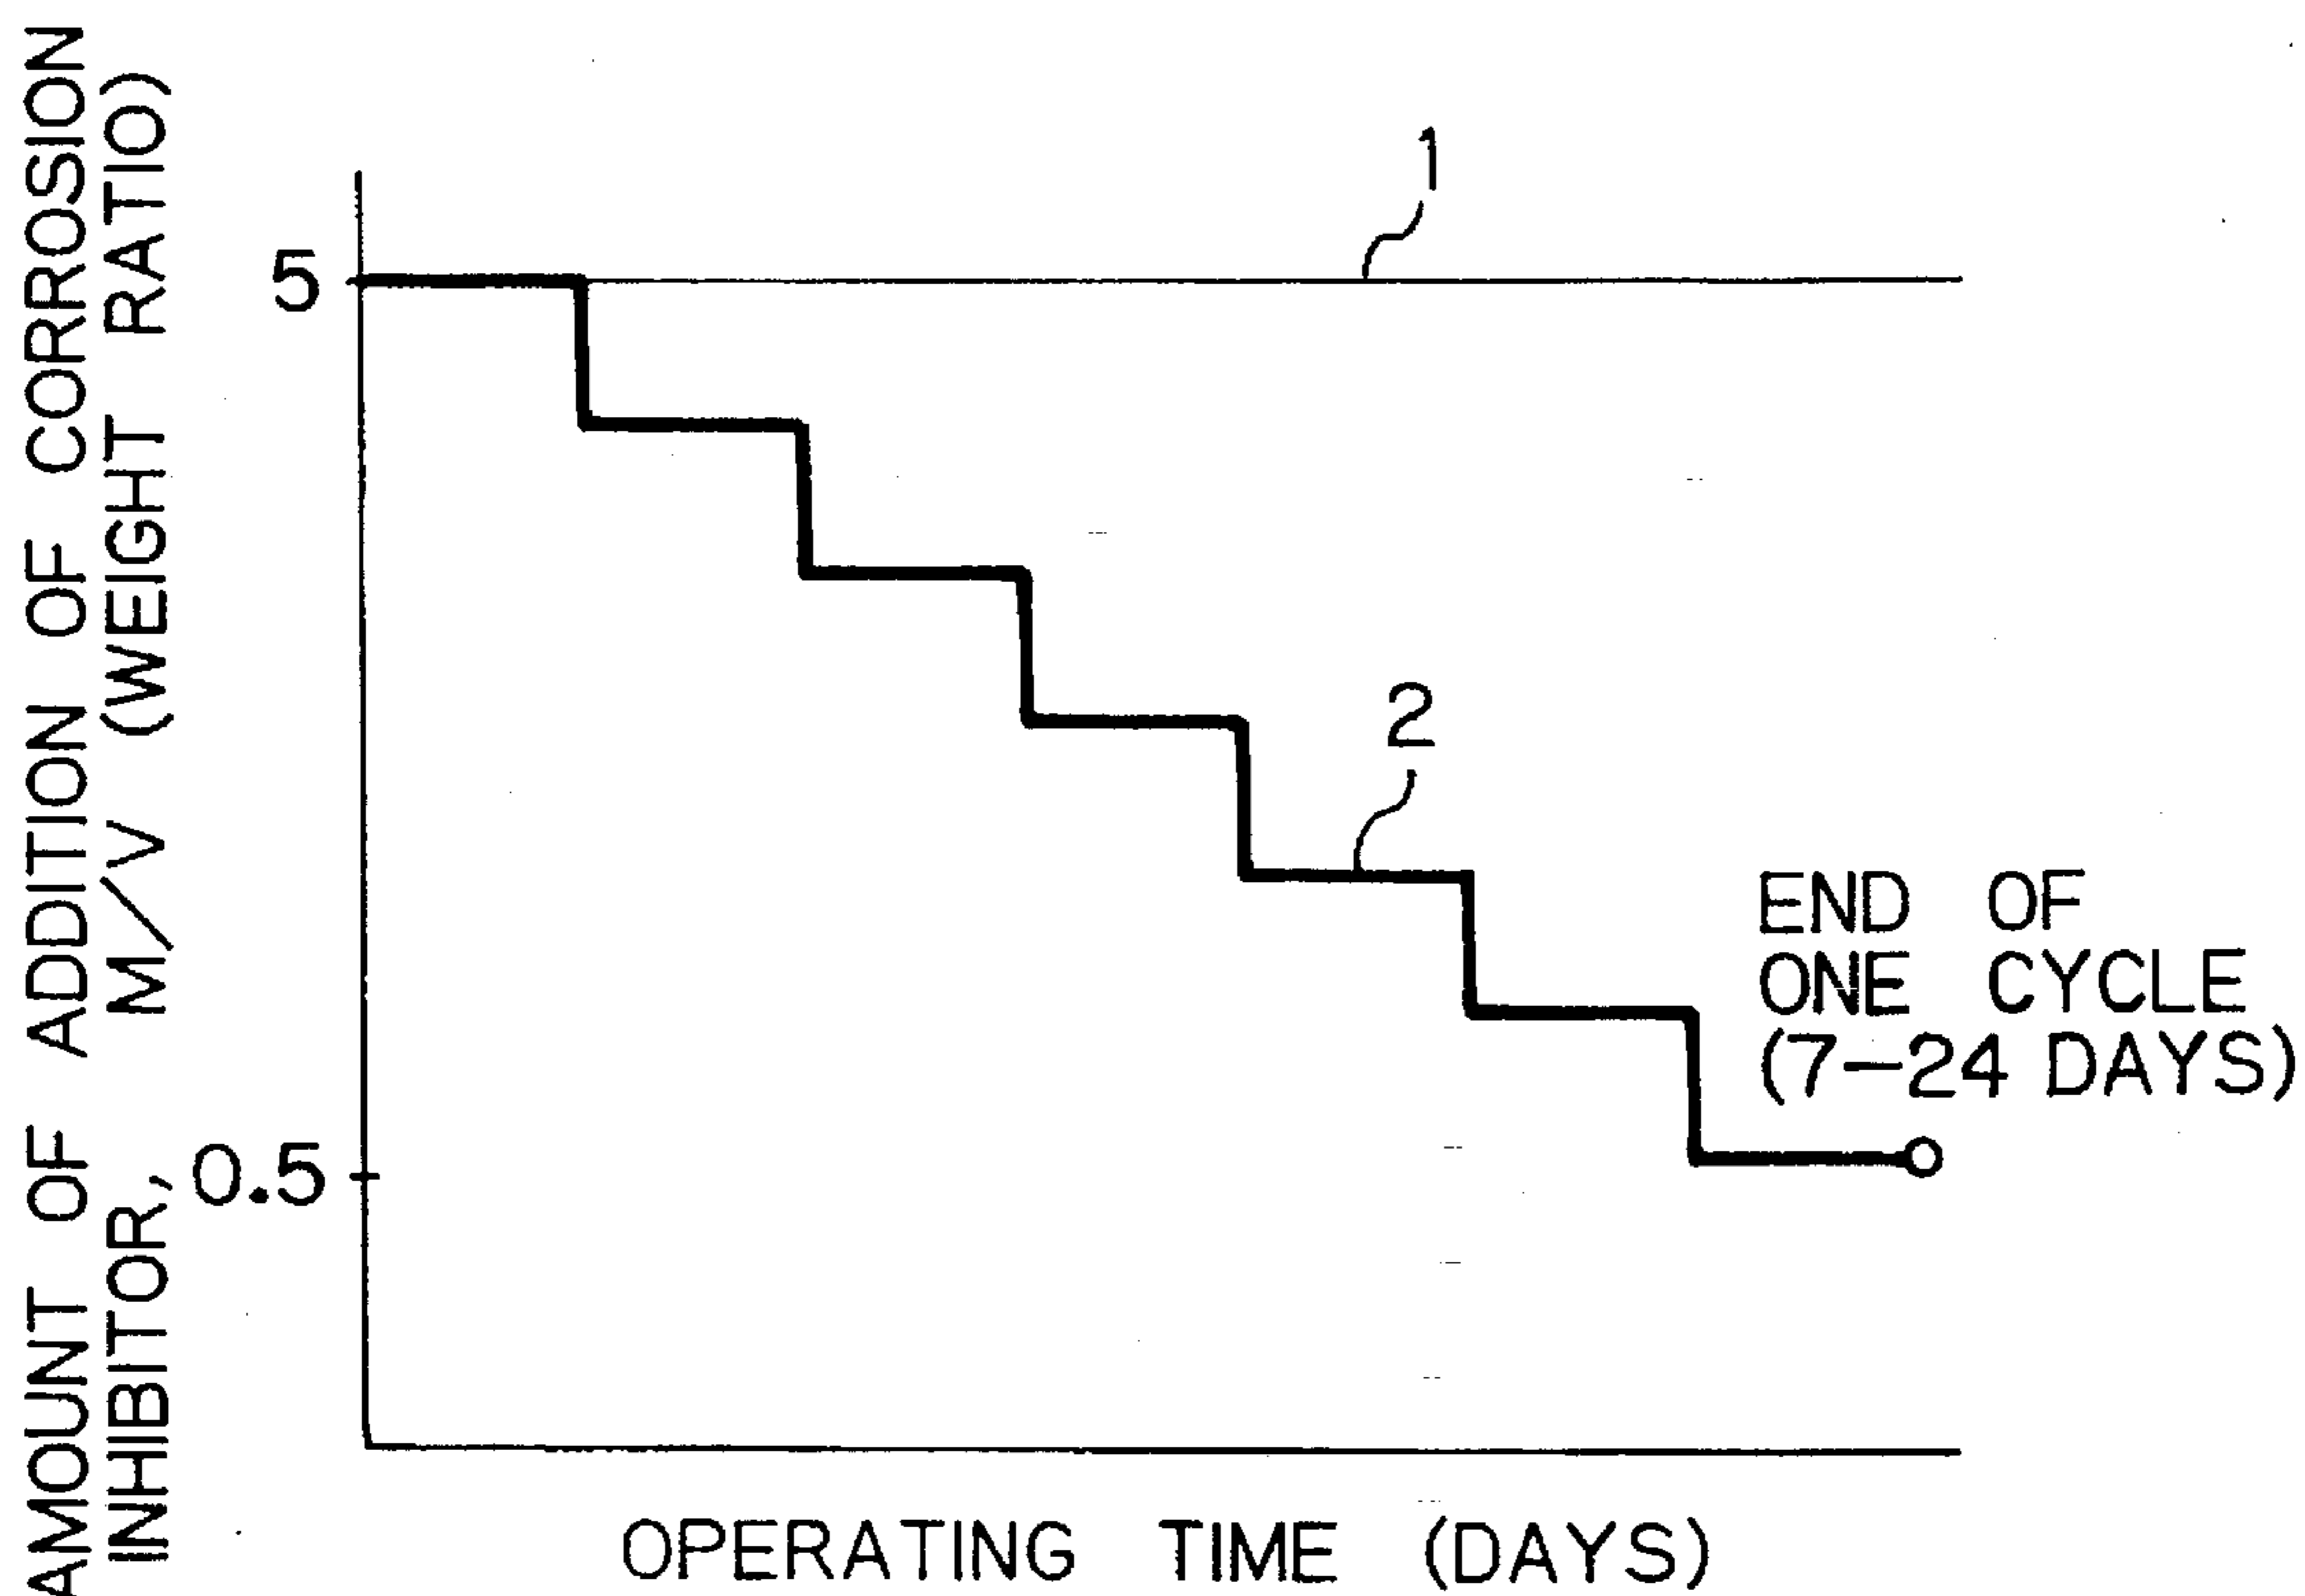 AMOUNT OF ADDITION OF CORROSION
INHIBITOR, M/V (WEIGHT RATIO)
5
0.5
1
2
END OF
ONE CYCLE
(7-24 DAYS)
OPERATING TIME (DAYS)